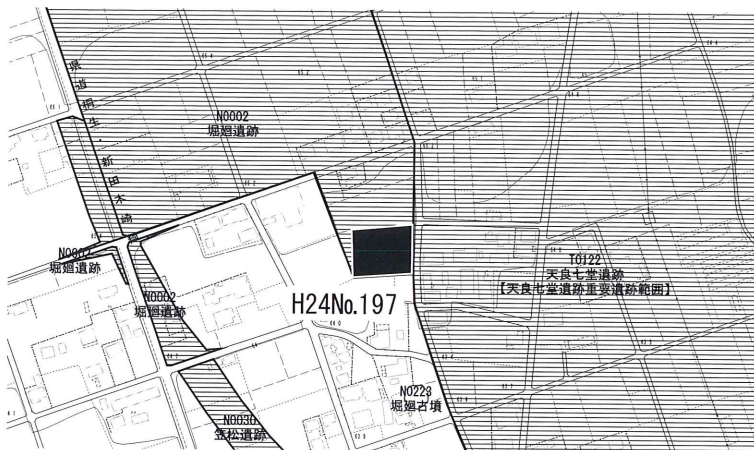 県道桐生・新田木崎線
N0002
堀廻遺跡
N0002
堀廻遺跡
N0002
堀廻遺跡
T0122
天良七堂遺跡
【天良七堂遺跡重要遺跡範囲】
H24No.197
N0223
堀廻古墳
N0030
笠松遺跡